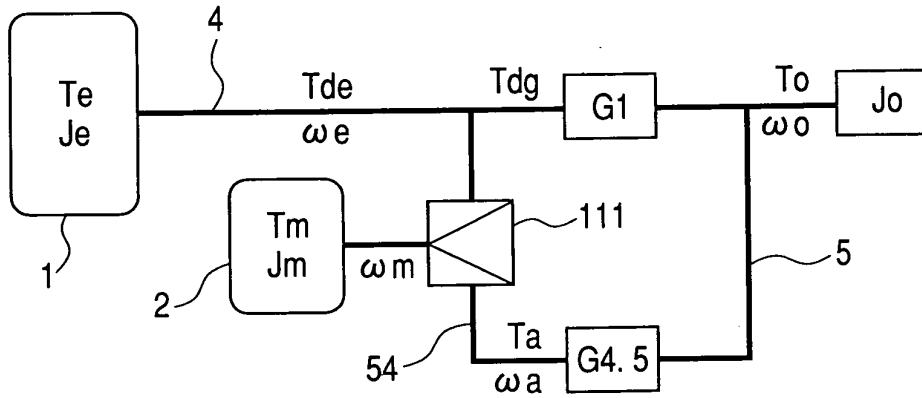 4
Te
Je
1
Tde
ωe
Tdg
G1
To
ωo
Jo
Tm
Jm
2
ωm
111
5
54
Ta
ωa
G4. 5